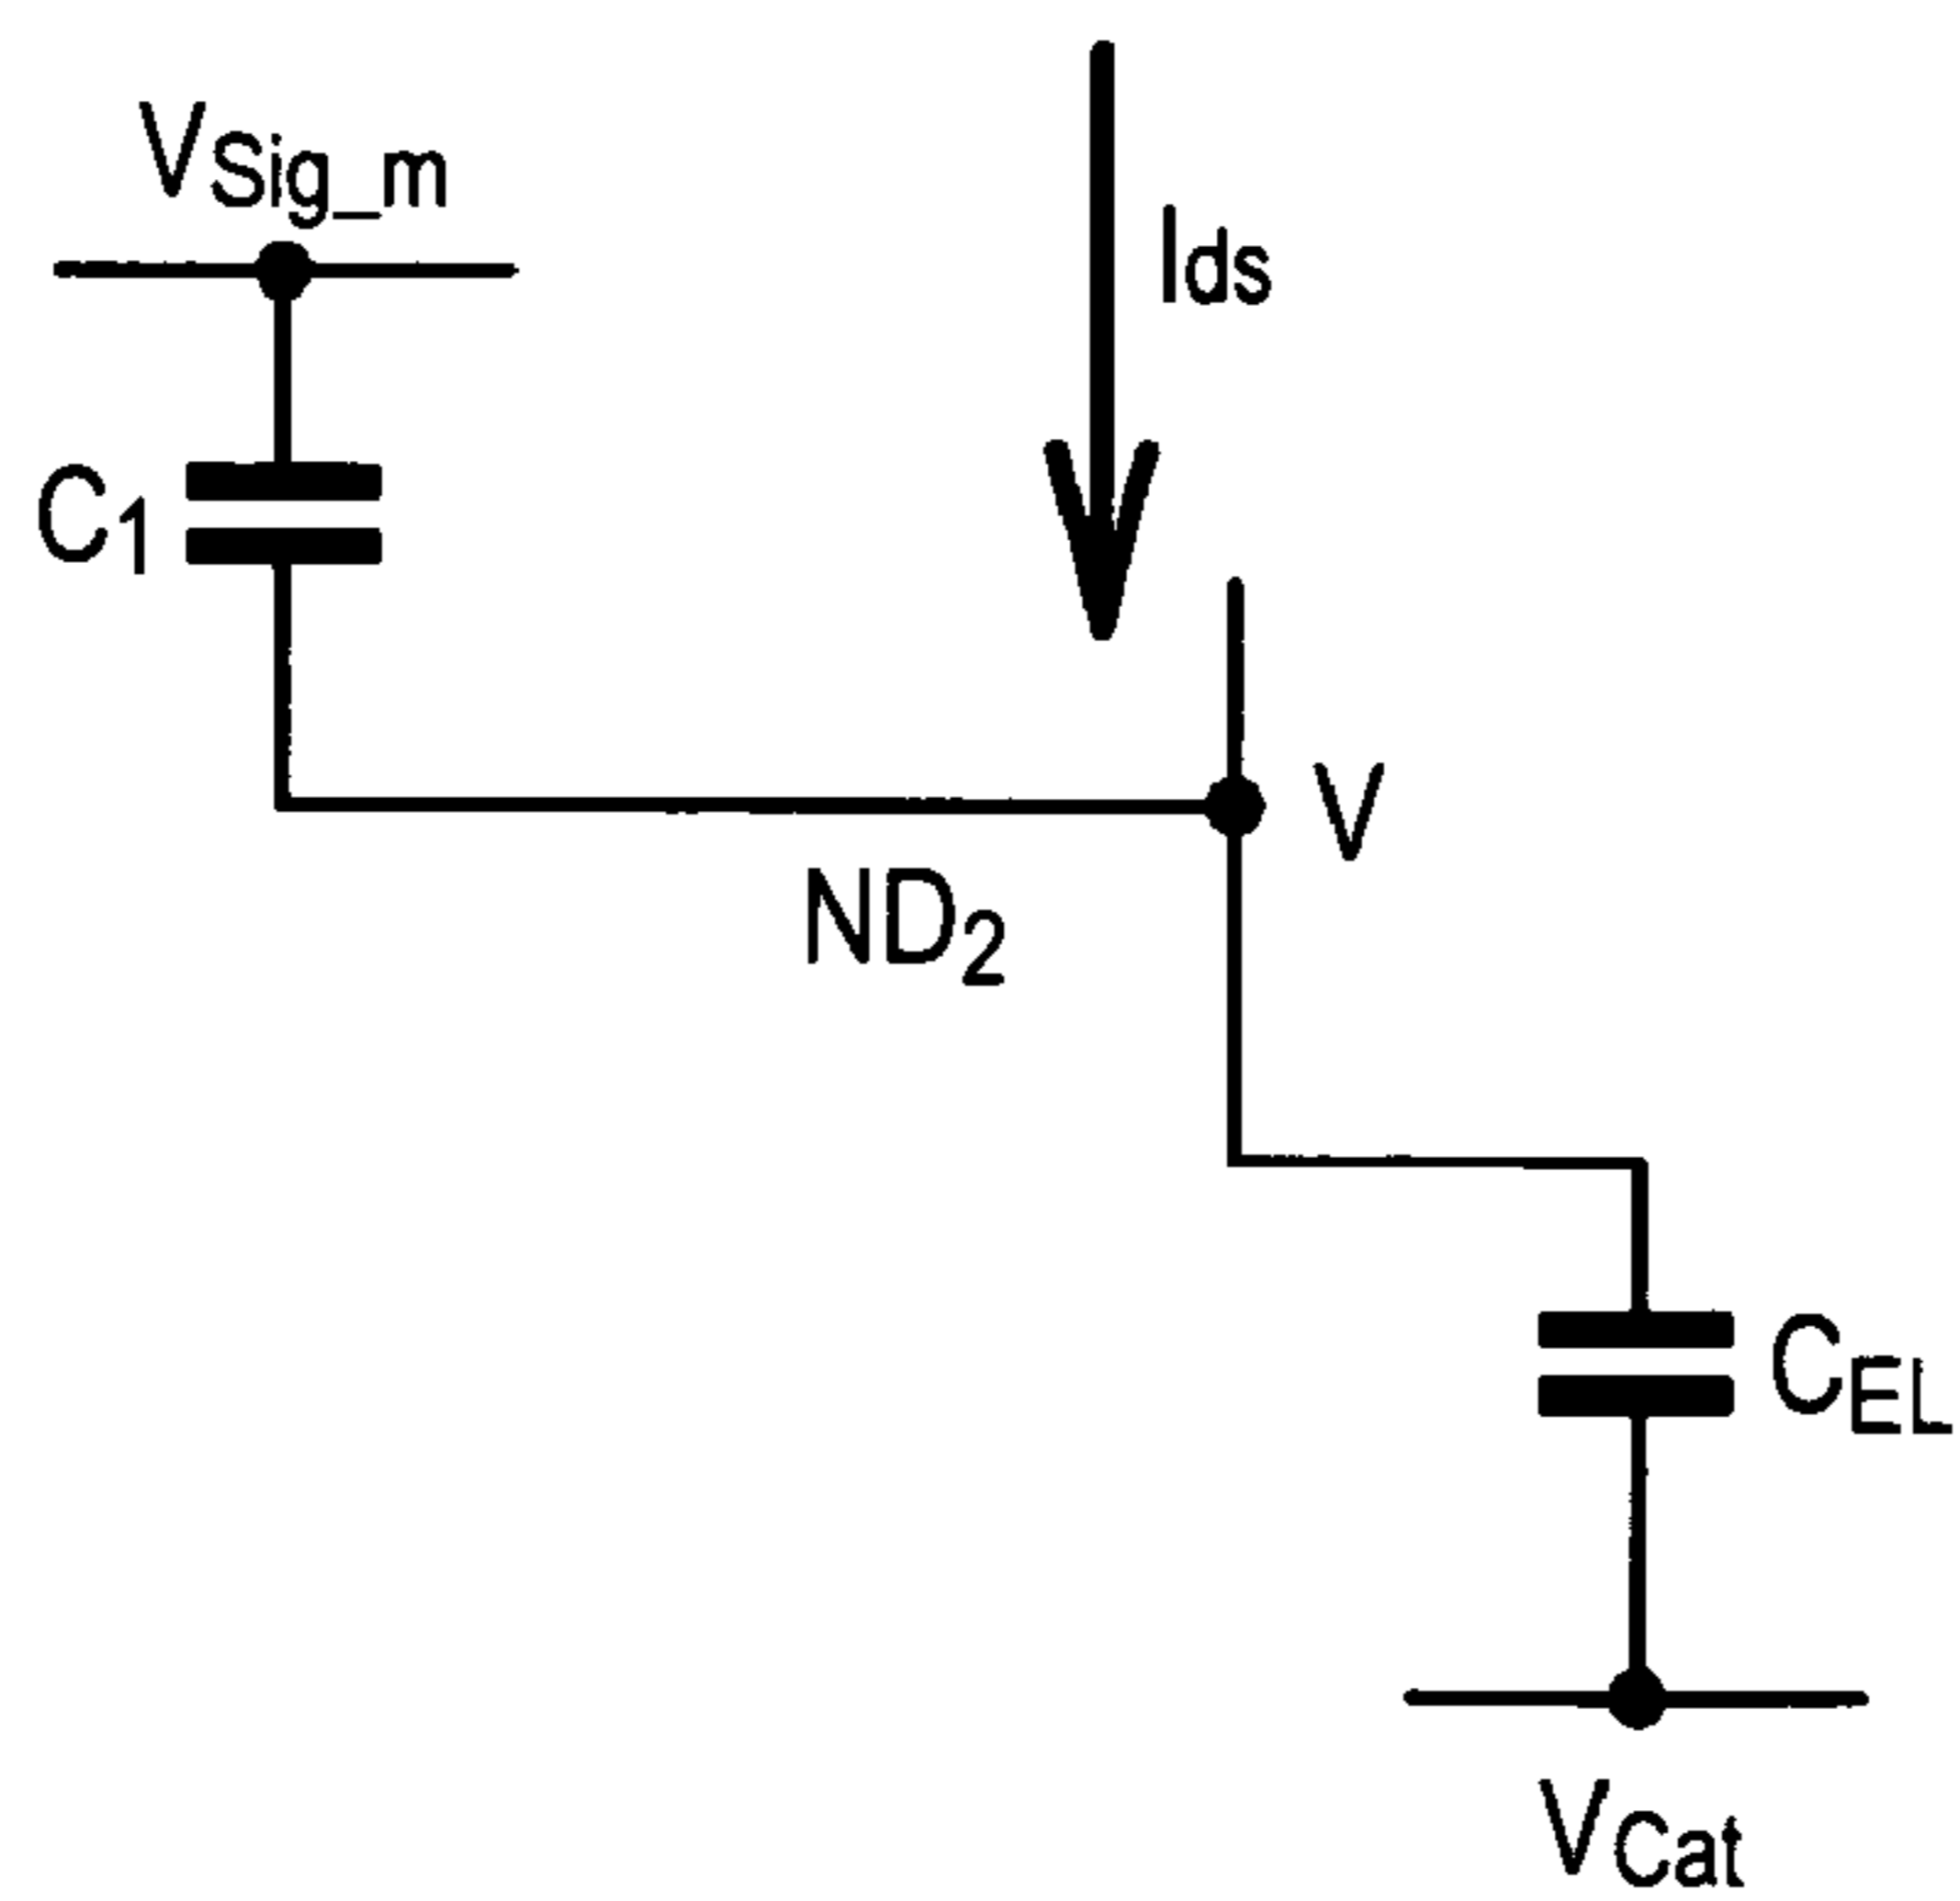 VSig_m
Ids
C1
V
ND2
CEL
VCat